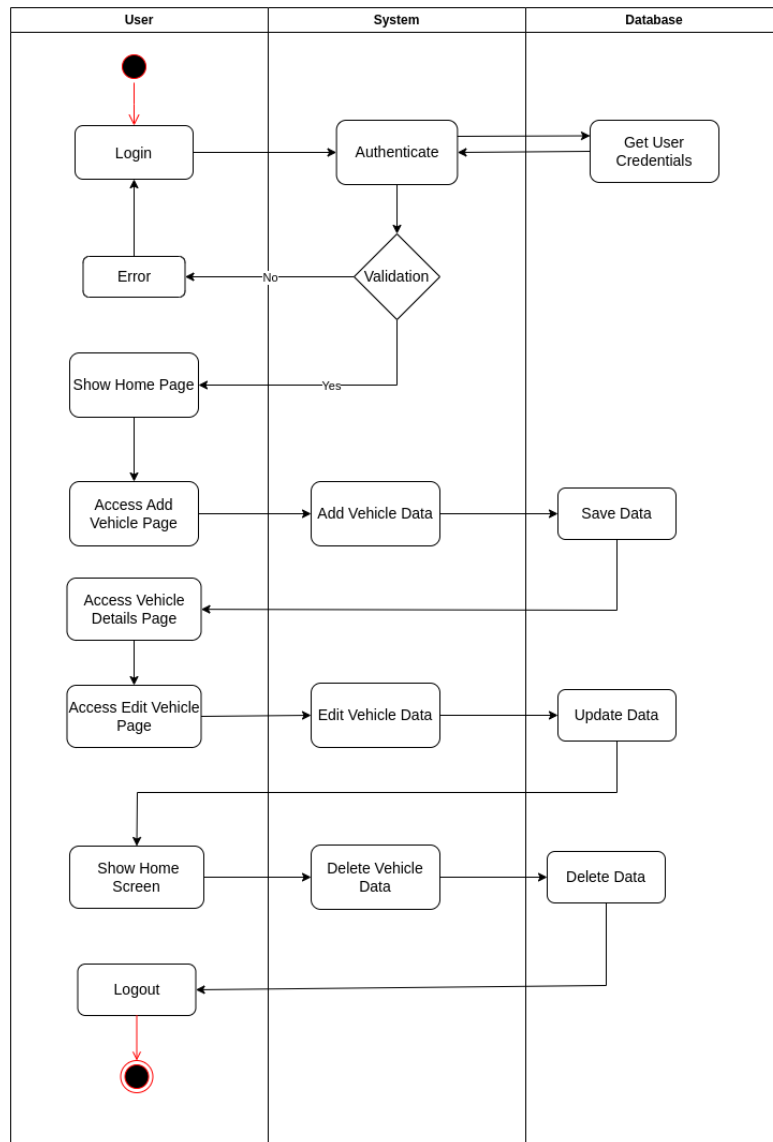 User
System
Database
Login
Authenticate
Get User
Credentials
Error
No
Validation
Show Home Page
Yes
Access Add
Vehicle Page
Add Vehicle Data
Save Data
Access Vehicle
Details Page
Access Edit Vehicle
Page
Edit Vehicle Data
Update Data
Show Home
Screen
Delete Vehicle
Data
Delete Data
Logout